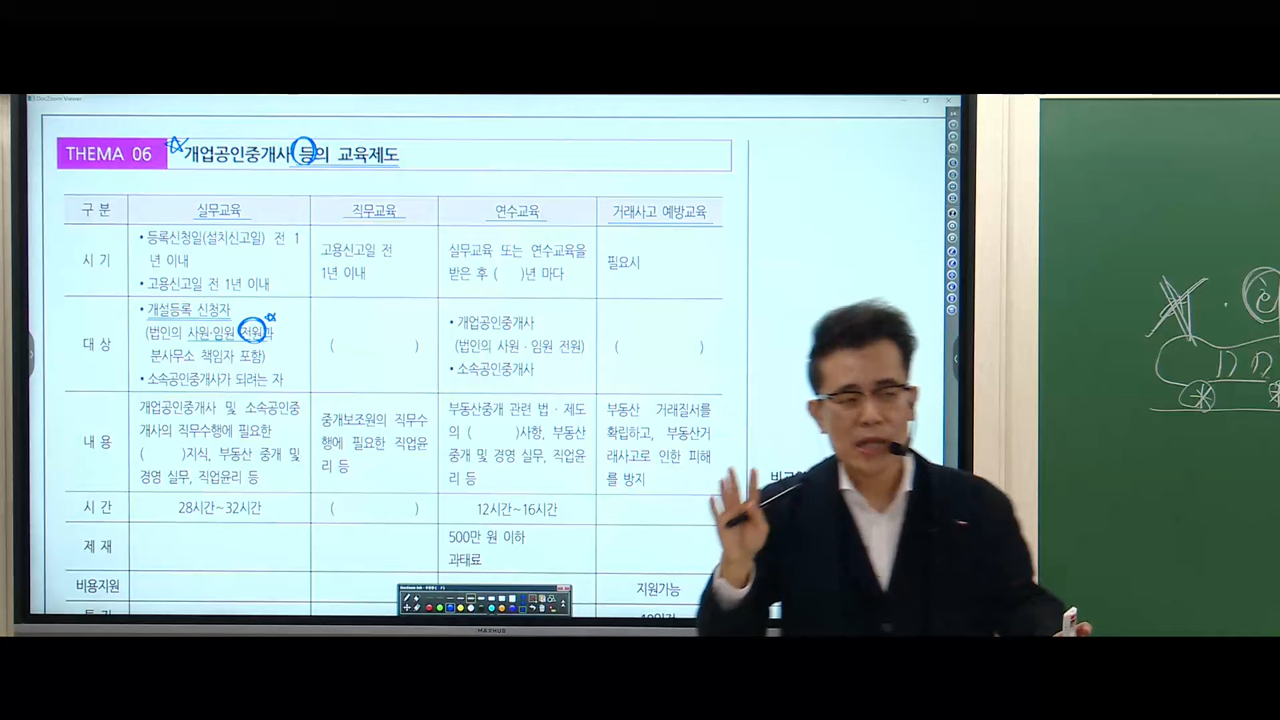 DocZoom Viewer
THEMA 06 개업공인중개사 등의 교육제도
구 분 실무교육 직무교육 연수교육 거래사고 예방교육
시 기
• 등록신청일(설치신고일) 전 1
년 이내
• 고용신고일 전 1년 이내
고용신고일 전
1년 이내
실무교육 또는 연수교육을
받은 후 ( )년 마다
필요시
대 상
• 개설등록 신청자
(법인의 사원·임원 전원과
분사무소 책임자 포함)
• 소속공인중개사가 되려는 자
( )
• 개업공인중개사
(법인의 사원·임원 전원)
• 소속공인중개사
( )
내 용
개업공인중개사 및 소속공인중
개사의 직무수행에 필요한
( )지식, 부동산 중개 및
경영 실무, 직업윤리 등
중개보조원의 직무수
행에 필요한 직업윤
리 등
부동산중개 관련 법·제도
의 ( )사항, 부동산
중개 및 경영 실무, 직업윤
리 등
부동산 거래질서를
확립하고, 부동산거
래사고로 인한 피해
를 방지
시 간 28시간~32시간 ( ) 12시간~16시간
제 재
500만 원 이하
과태료
비용지원 지원가능
MAXHUB